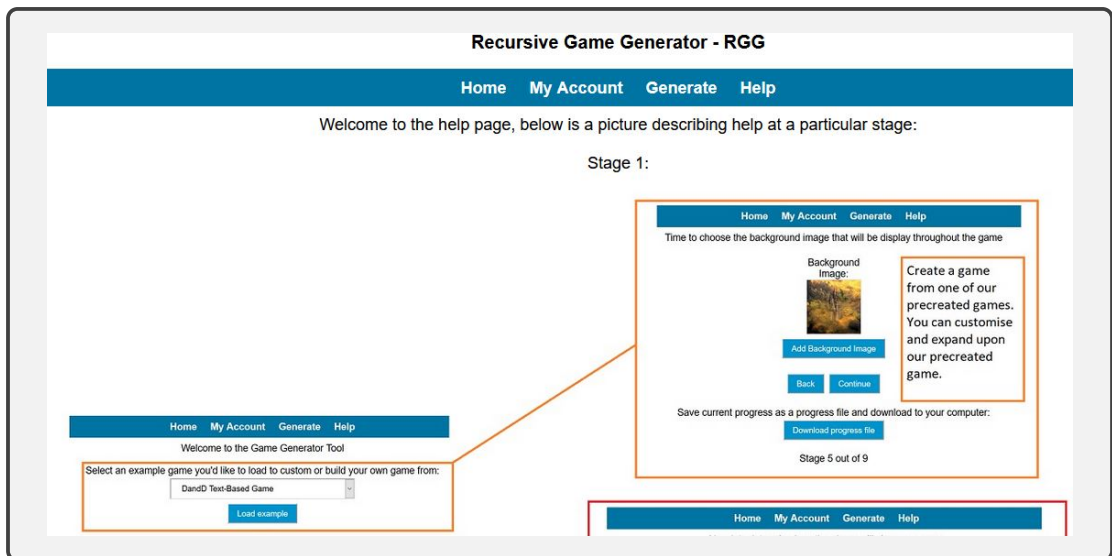 Recursive Game Generator - RGG
Home My Account Generate Help
Welcome to the help page, below is a picture describing help at a particular stage:
Stage 1:
Home My Account Generate Help
Time to choose the background image that will be display throughout the game
Background
Image:
Add Background Image
Back Continue
Create a game
from one of our
precreated games.
You can customise
and expand upon
our precreated
game.
Save current progress as a progress file and download to your computer:
Download progress file
Stage 5 out of 9
Home My Account Generate Help
Welcome to the Game Generator Tool
Select an example game you'd like to load to custom or build your own game from:
DandD Text-Based Game
Load example
Home My Account Generate Help